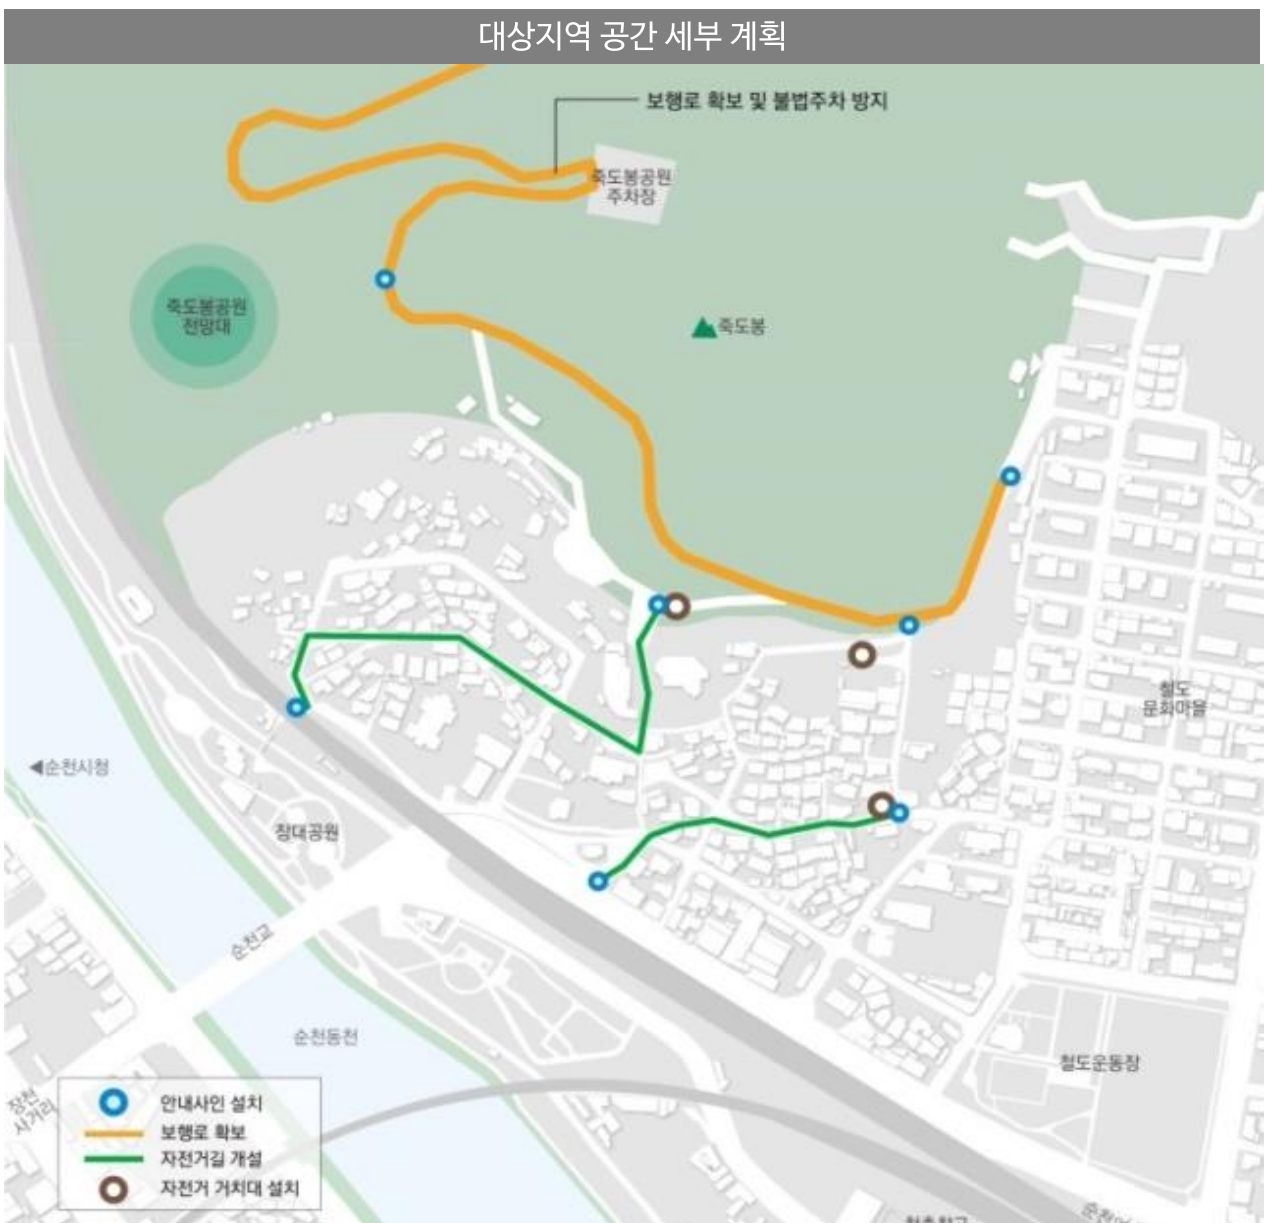 대상지역 공간 세부 계획
보행로 확보 및 불법주차 방지
죽도봉공원
주차장
죽도봉공원
전망대
죽도봉
철도
문화마을
◀순천시청
장대공원
순천교
순천동천
철도운동장
장천
사거리
안내사인 설치
보행로 확보
자전거길 개설
자전거 거치대 설치